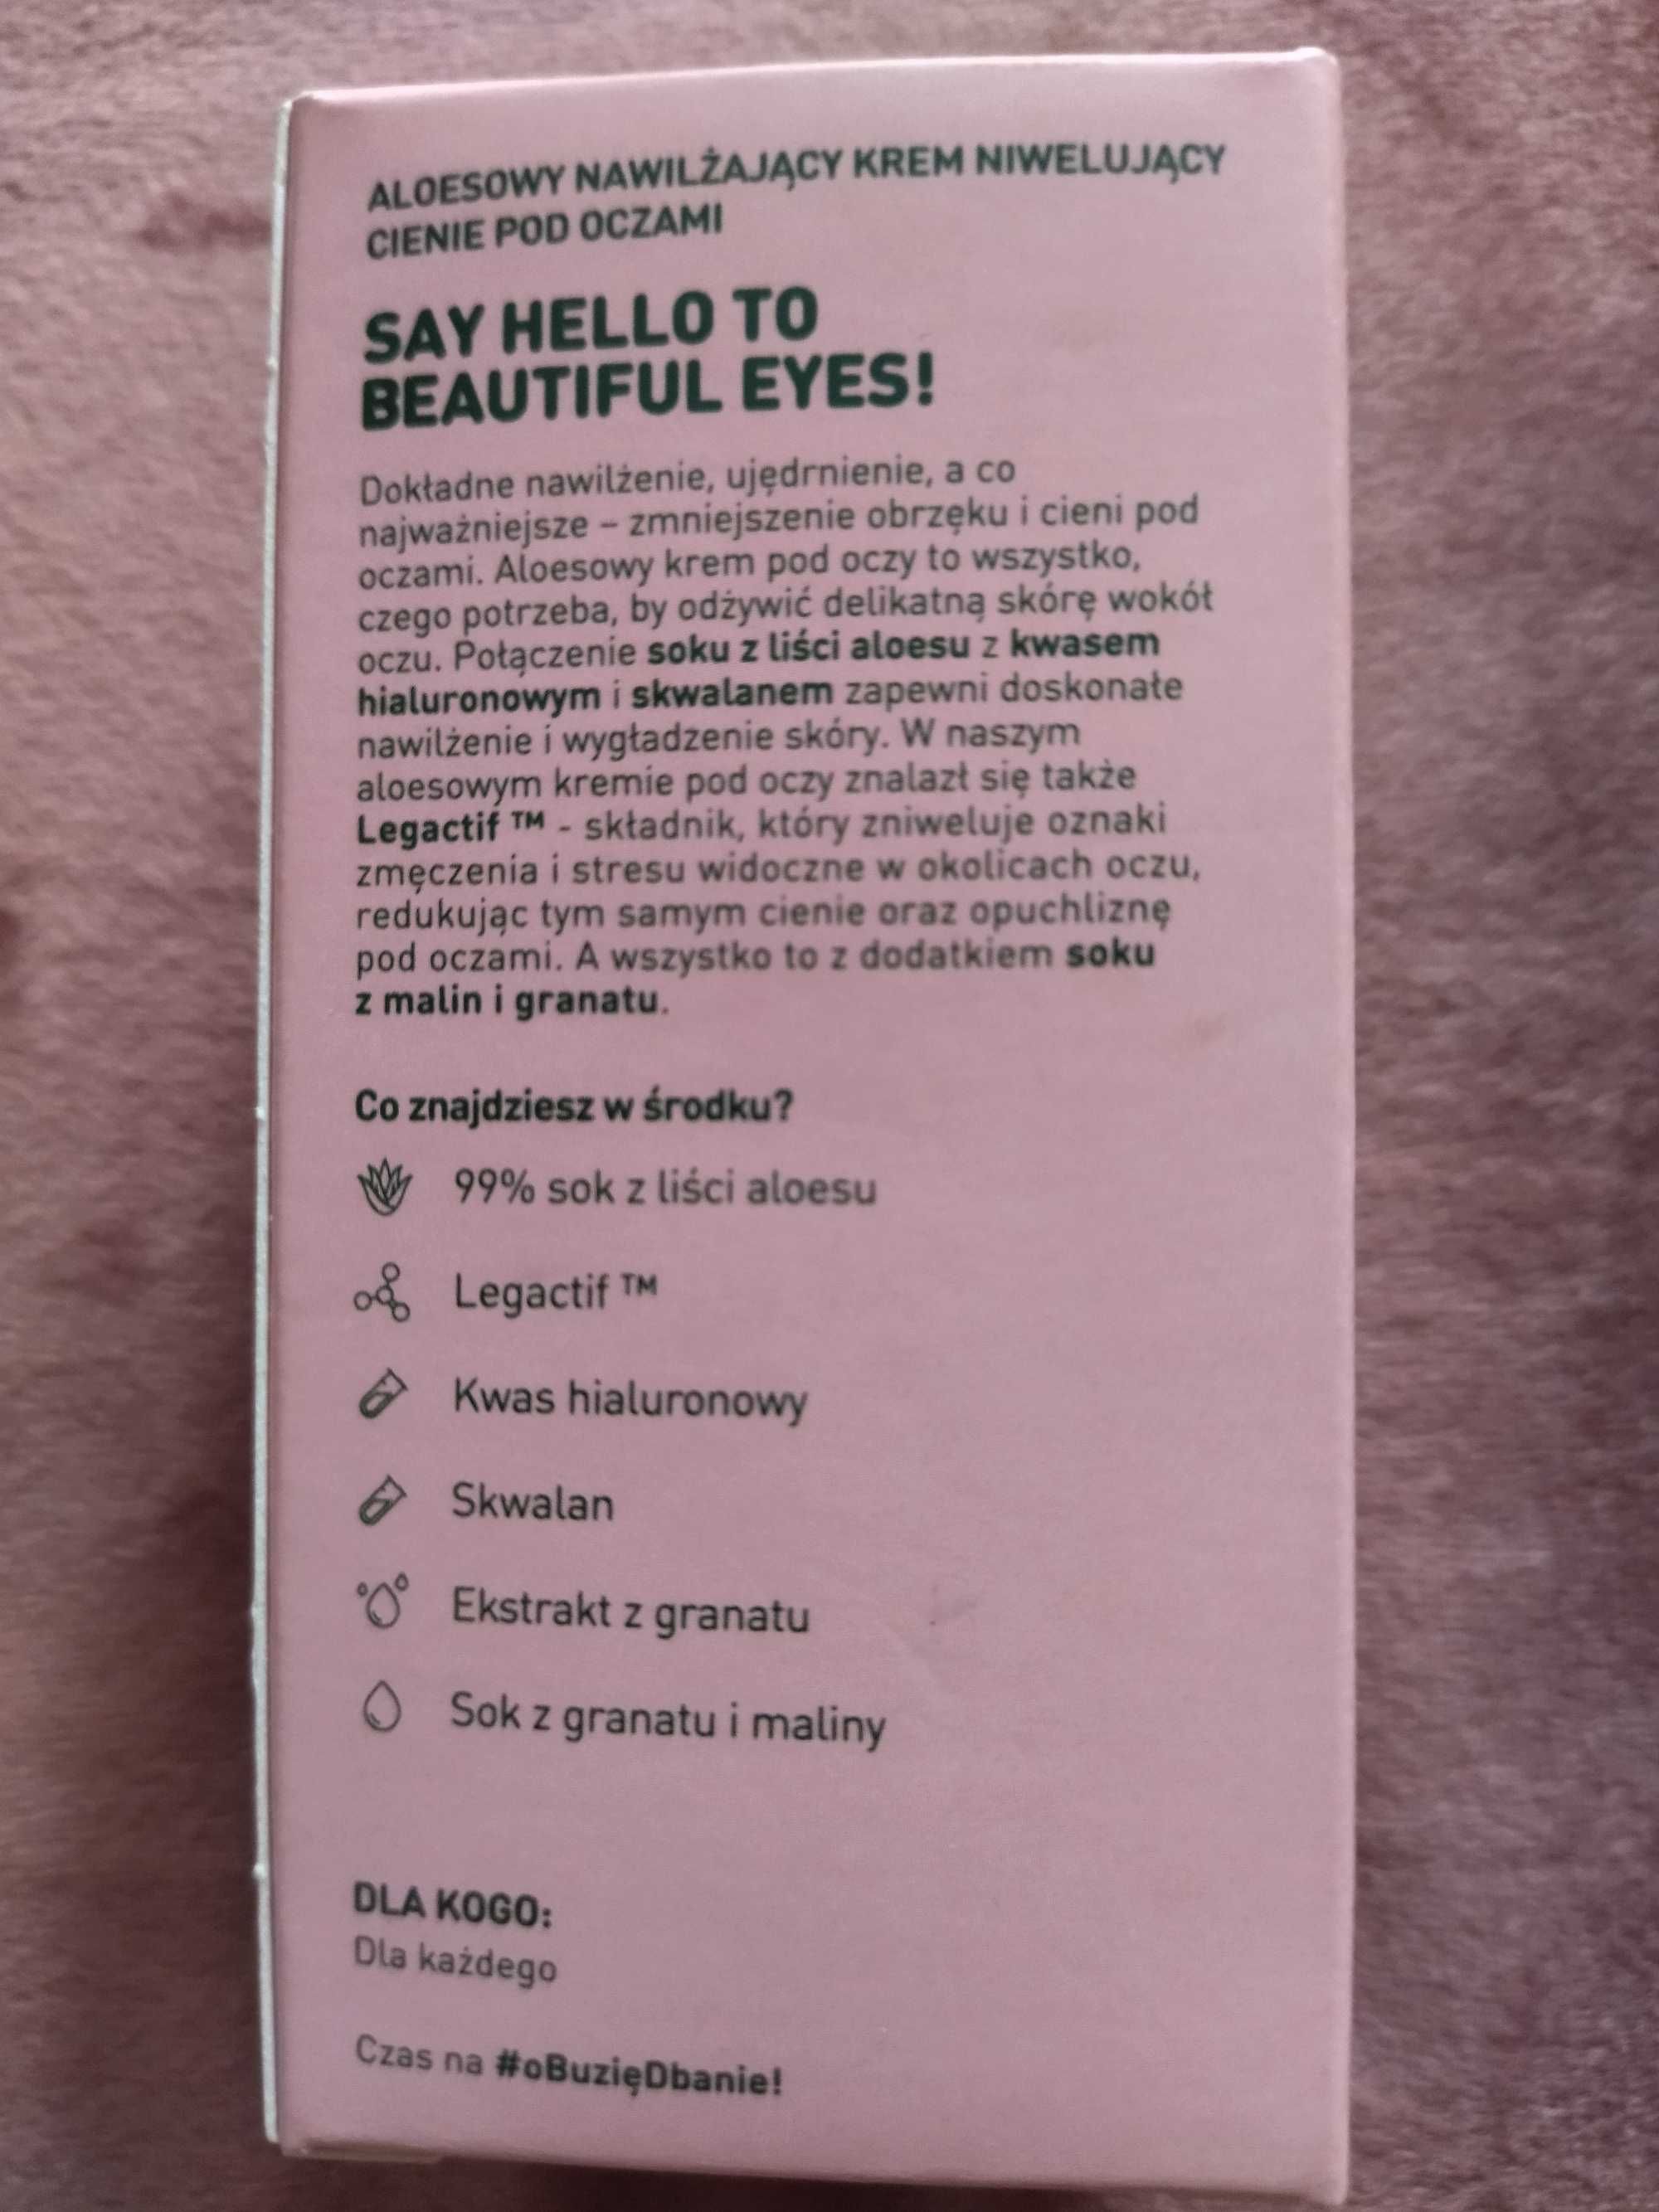 ALOESOWY NAWILŻAJĄCY KREM NIWELUJĄCY
CIENIE POD OCZAMI
SAY HELLO TO
BEAUTIFUL EYES!
Dokładne nawilżenie, ujędrnienie, a co
najważniejsze – zmniejszenie obrzęku i cieni pod
oczami. Aloesowy krem pod oczy to wszystko,
czego potrzeba, by odżywić delikatną skórę wokół
oczu. Połączenie soku z liści aloesu z kwasem
hialuronowym i skwalanem zapewni doskonałe
nawilżenie i wygładzenie skóry. W naszym
aloesowym kremie pod oczy znalazł się także
Legactif ™ - składnik, który zniweluje oznaki
zmęczenia i stresu widoczne w okolicach oczu,
redukując tym samym cienie oraz opuchliznę
pod oczami. A wszystko to z dodatkiem soku
z malin i granatu.
Co znajdziesz w środku?
99% sok z liści aloesu
Legactif ™
Kwas hialuronowy
Skwalan
Ekstrakt z granatu
Sok z granatu i maliny
DLA KOGO:
Dla każdego
Czas na #oBuzięDbanie!